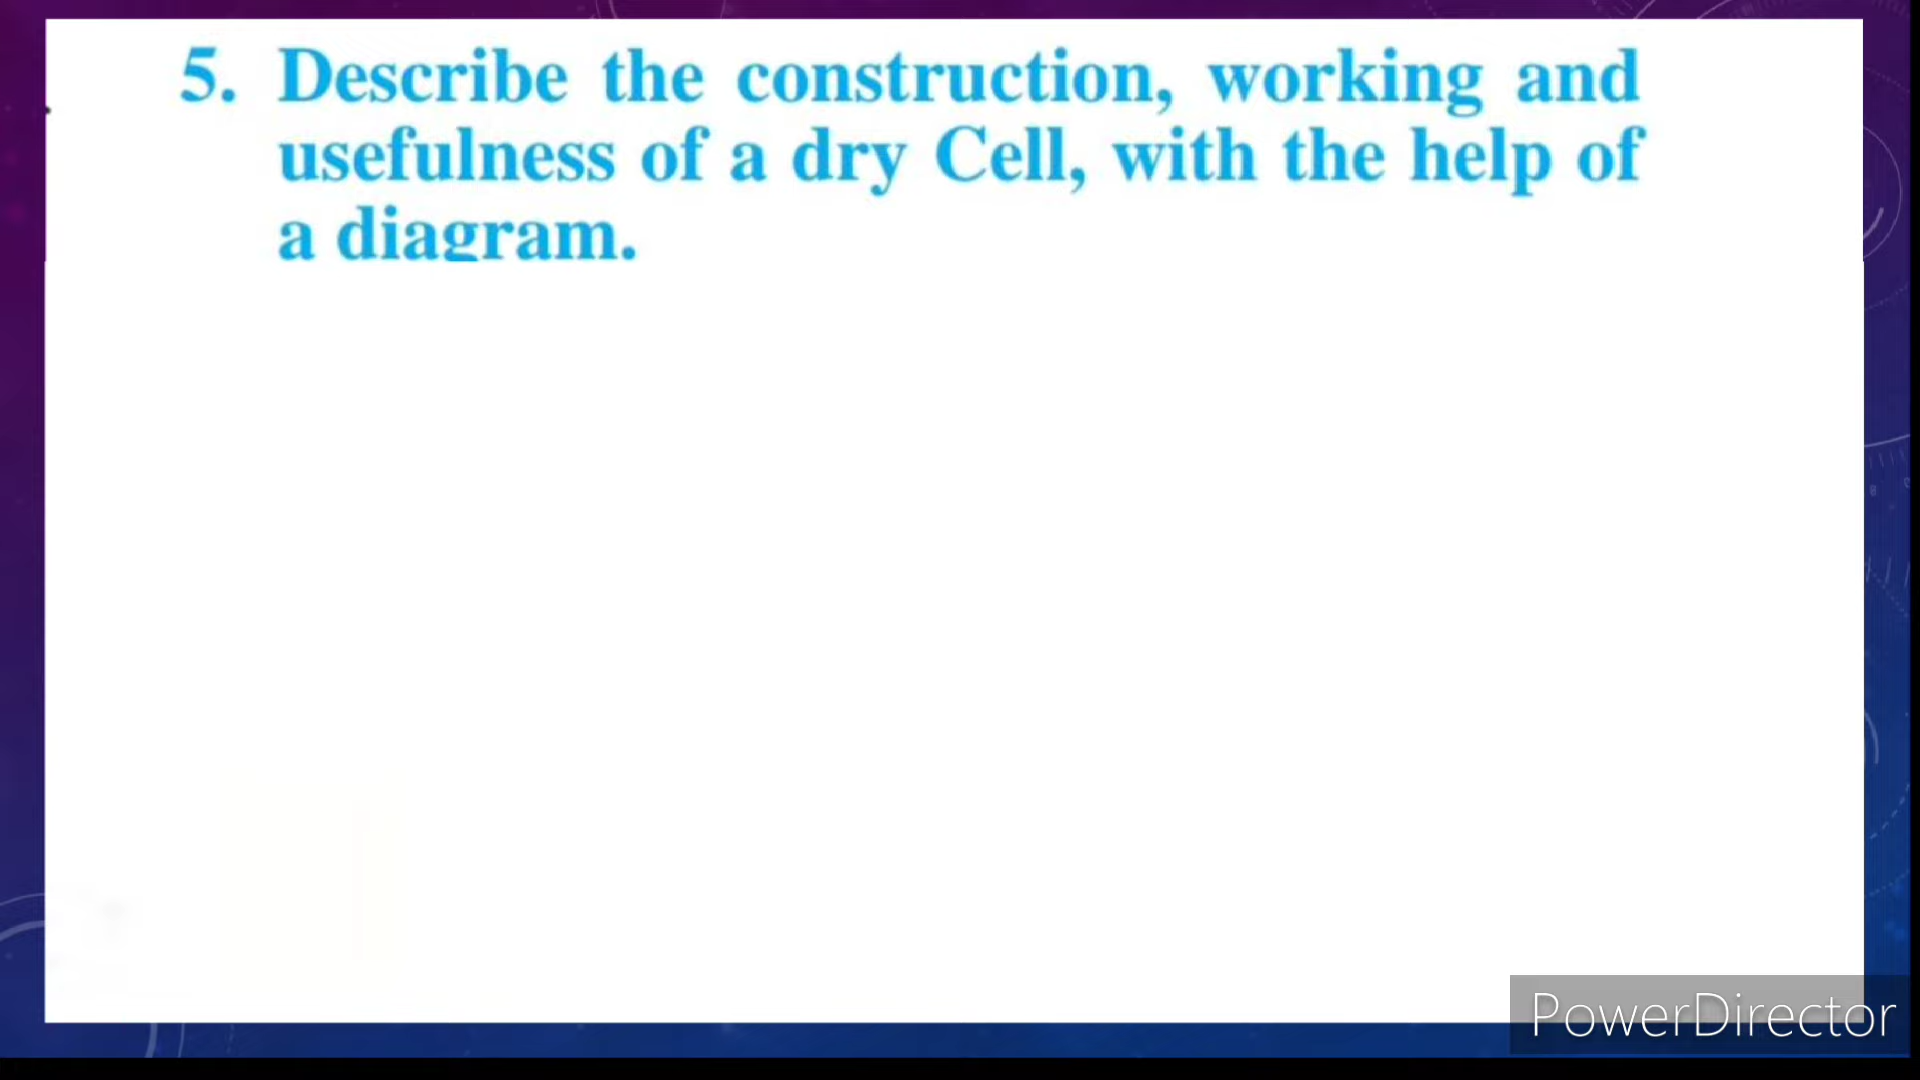 5. Describe the construction, working and
usefulness of a dry Cell, with the help of
a diagram.
PowerDirector